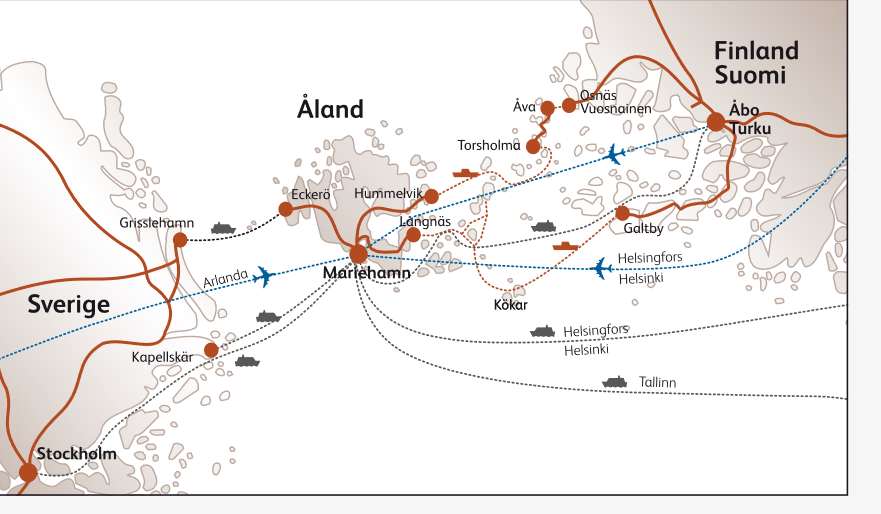 Finland
Suomi
Åland
Osnäs
Vuosnainen
Åva
Åbo
Turku
Torsholma
Eckerö
Hummelvik
Grisslehamn
Långnäs
Galtby
Mariehamn
Helsingfors
Helsinki
Arlanda
Sverige
Kökar
Helsingfors
Helsinki
Kapellskär
Tallinn
Stockholm